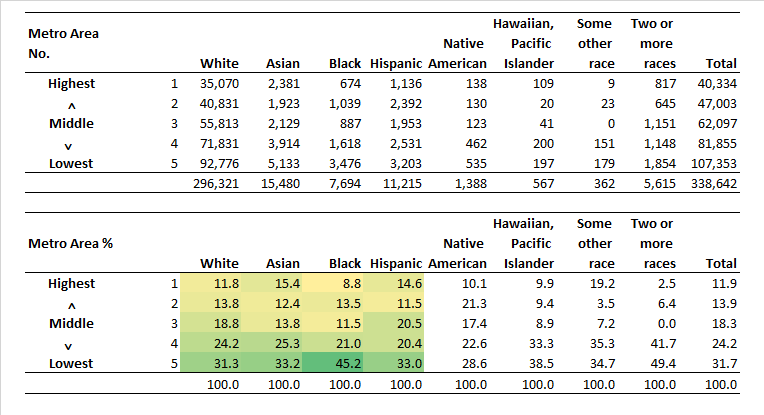 Metro Area No. White Asian Black Hispanic Native American Hawaiian, Pacific Islander Some other race Two or more races Total
Highest 1 35,070 2,381 674 1,136 138 109 9 817 40,334
^ 2 40,831 1,923 1,039 2,392 130 20 23 645 47,003
Middle 3 55,813 2,129 887 1,953 123 41 0 1,151 62,097
v 4 71,831 3,914 1,618 2,531 462 200 151 1,148 81,855
Lowest 5 92,776 5,133 3,476 3,203 535 197 179 1,854 107,353
296,321 15,480 7,694 11,215 1,388 567 362 5,615 338,642
Metro Area % White Asian Black Hispanic Native American Hawaiian, Pacific Islander Some other race Two or more races Total
Highest 1 11.8 15.4 8.8 14.6 10.1 9.9 19.2 2.5 11.9
^ 2 13.8 12.4 13.5 11.5 21.3 9.4 3.5 6.4 13.9
Middle 3 18.8 13.8 11.5 20.5 17.4 8.9 7.2 0.0 18.3
v 4 24.2 25.3 21.0 20.4 22.6 33.3 35.3 41.7 24.2
Lowest 5 31.3 33.2 45.2 33.0 28.6 38.5 34.7 49.4 31.7
100.0 100.0 100.0 100.0 100.0 100.0 100.0 100.0 100.0